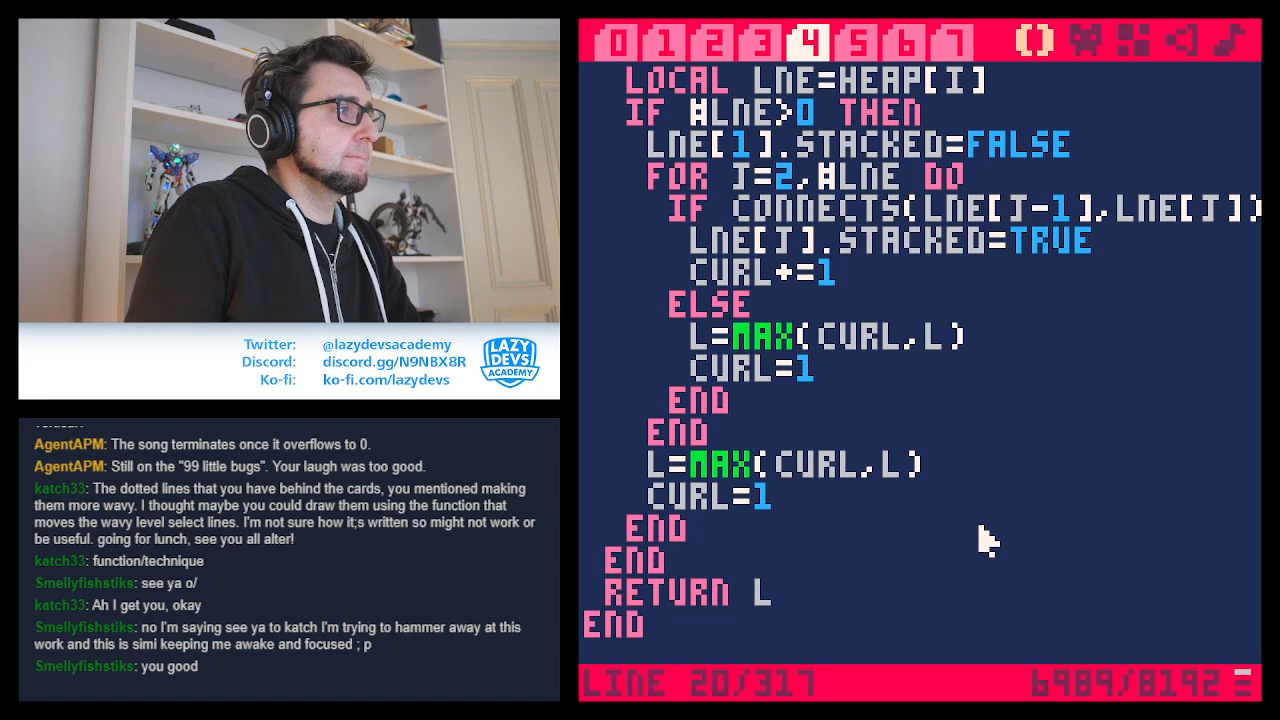 Twitter: @lazydevsacademy
Discord: discord.gg/N9NBX8R
Ko-fi: ko-fi.com/lazydevs
LAZY
DEVS
ACADEMY
AgentAPM: The song terminates once it overflows to 0.
AgentAPM: Still on the "99 little bugs". Your laugh was too good.
katch33: The dotted lines that you have behind the cards, you mentioned making
them more wavy. I thought maybe you could draw them using the function that
moves the wavy level select lines. I'm not sure how it;s written so might not work or
be useful. going for lunch, see you all alter!
katch33: function/technique
Smellyfishstiks: see ya o/
katch33: Ah I get you, okay
Smellyfishstiks: no I'm saying see ya to katch I'm trying to hammer away at this
work and this is simi keeping me awake and focused ; p
Smellyfishstiks: you good
0 1 2 3 4 5 6 7 ()
LOCAL LNE=HEAP[I]
IF #LNE>0 THEN
LNE[1].STACKED=FALSE
FOR J=2,#LNE DO
IF CONNECTS(LNE[J-1],LNE[J])
LNE[J].STACKED=TRUE
CURL+=1
ELSE
L=MAX(CURL,L)
CURL=1
END
END
L=MAX(CURL,L)
CURL=1
END
END
RETURN L
END
LINE 20/317 6989/8192